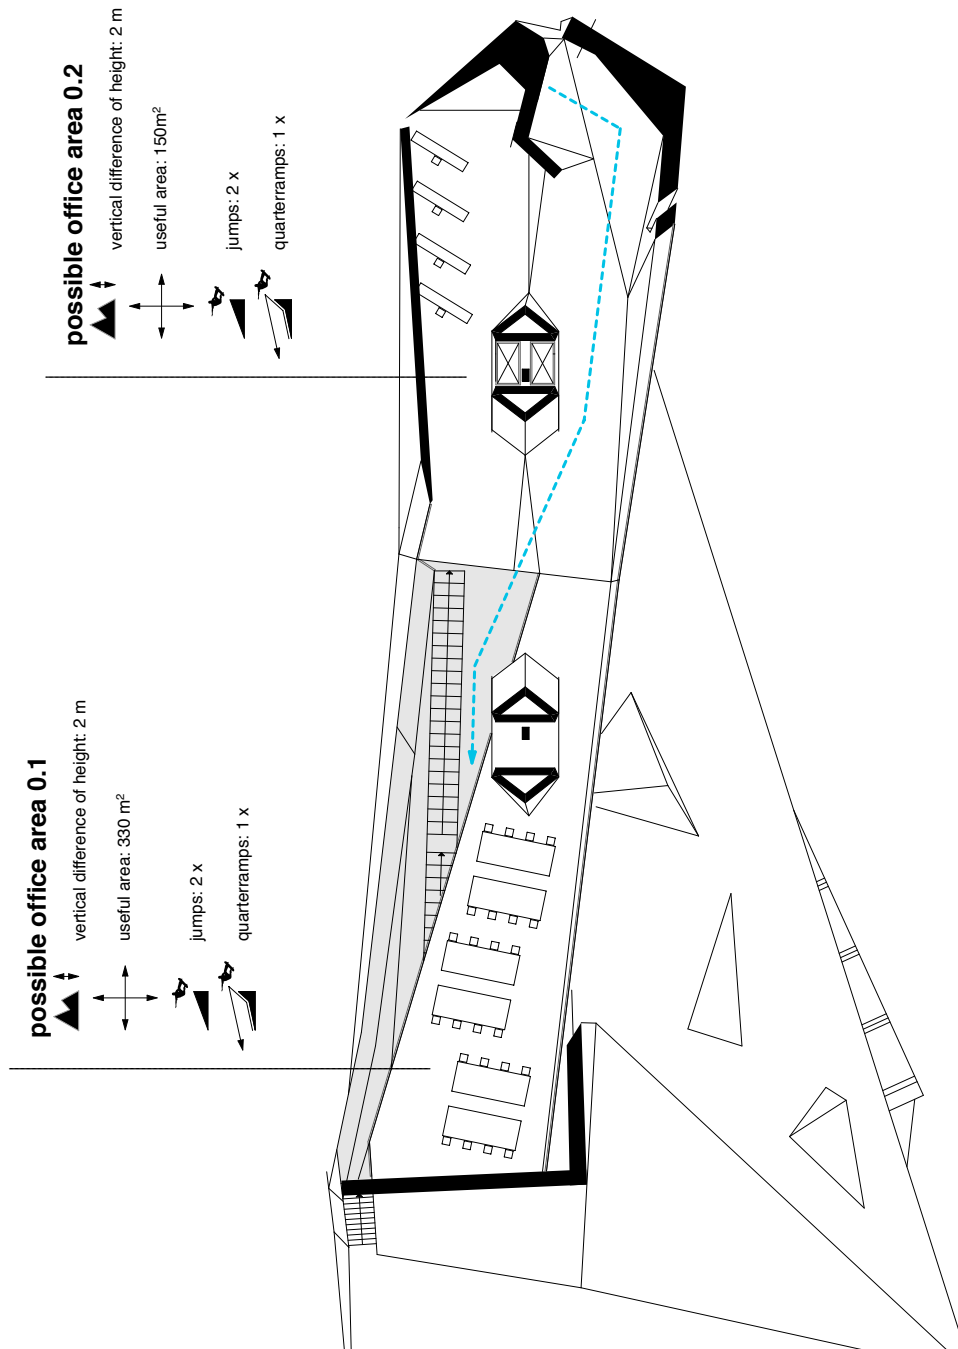 possible office area 0.1
vertical difference of height: 2 m
useful area: 330 m²
jumps: 2 x
quarterramps: 1 x
possible office area 0.2
vertical difference of height: 2 m
useful area: 150m²
jumps: 2 x
quarterramps: 1 x